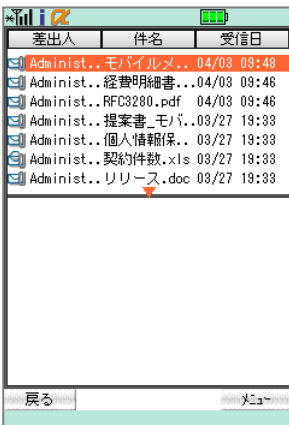 iα
差出人 件名 受信日
Administ.. モバイルメ.. 04/03 09:48
Administ.. 経費明細書... 04/03 09:46
Administ.. RFC3280.pdf 04/03 09:46
Administ.. 提案書_モバ.. 03/27 19:33
Administ.. 個人情報保.. 03/27 19:33
Administ.. 契約件数.xls 03/27 19:33
Administ.. リリース.doc 03/27 19:33
戻る ﾒﾆｭｰ